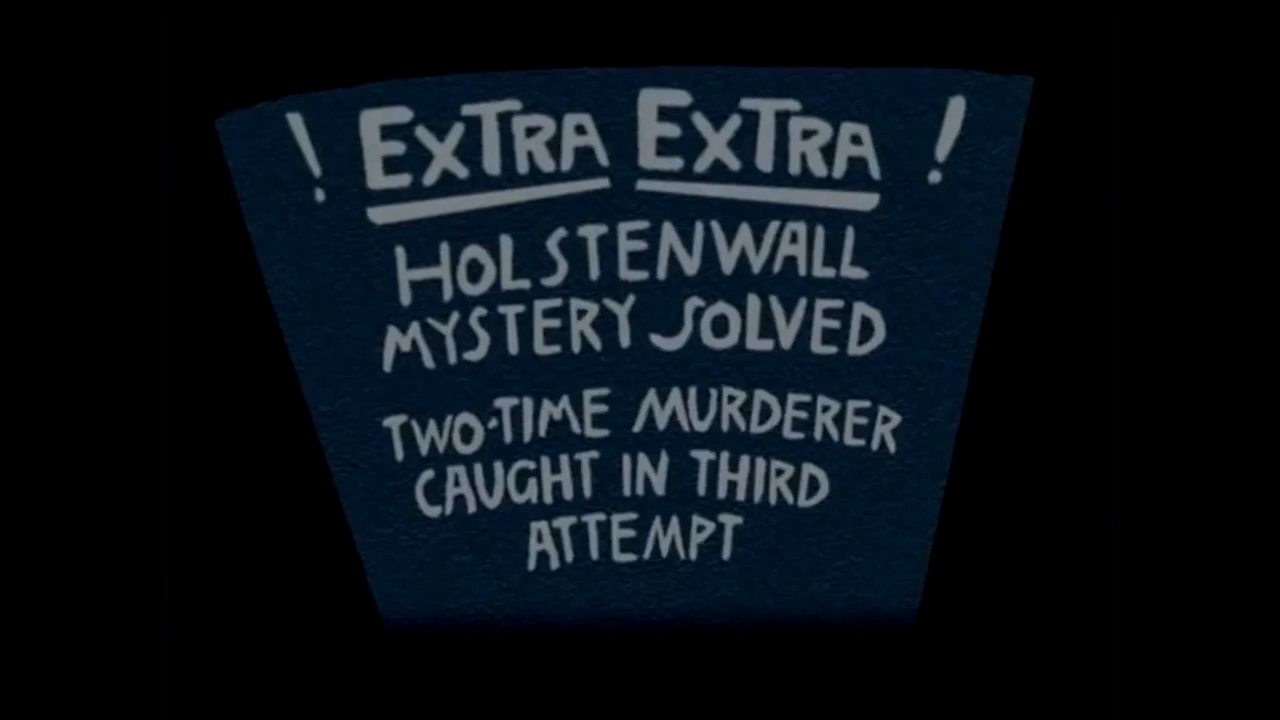 ! EXTRA EXTRA !
HOLSTENWALL
MYSTERY SOLVED
TWO-TIME MURDERER
CAUGHT IN THIRD
ATTEMPT